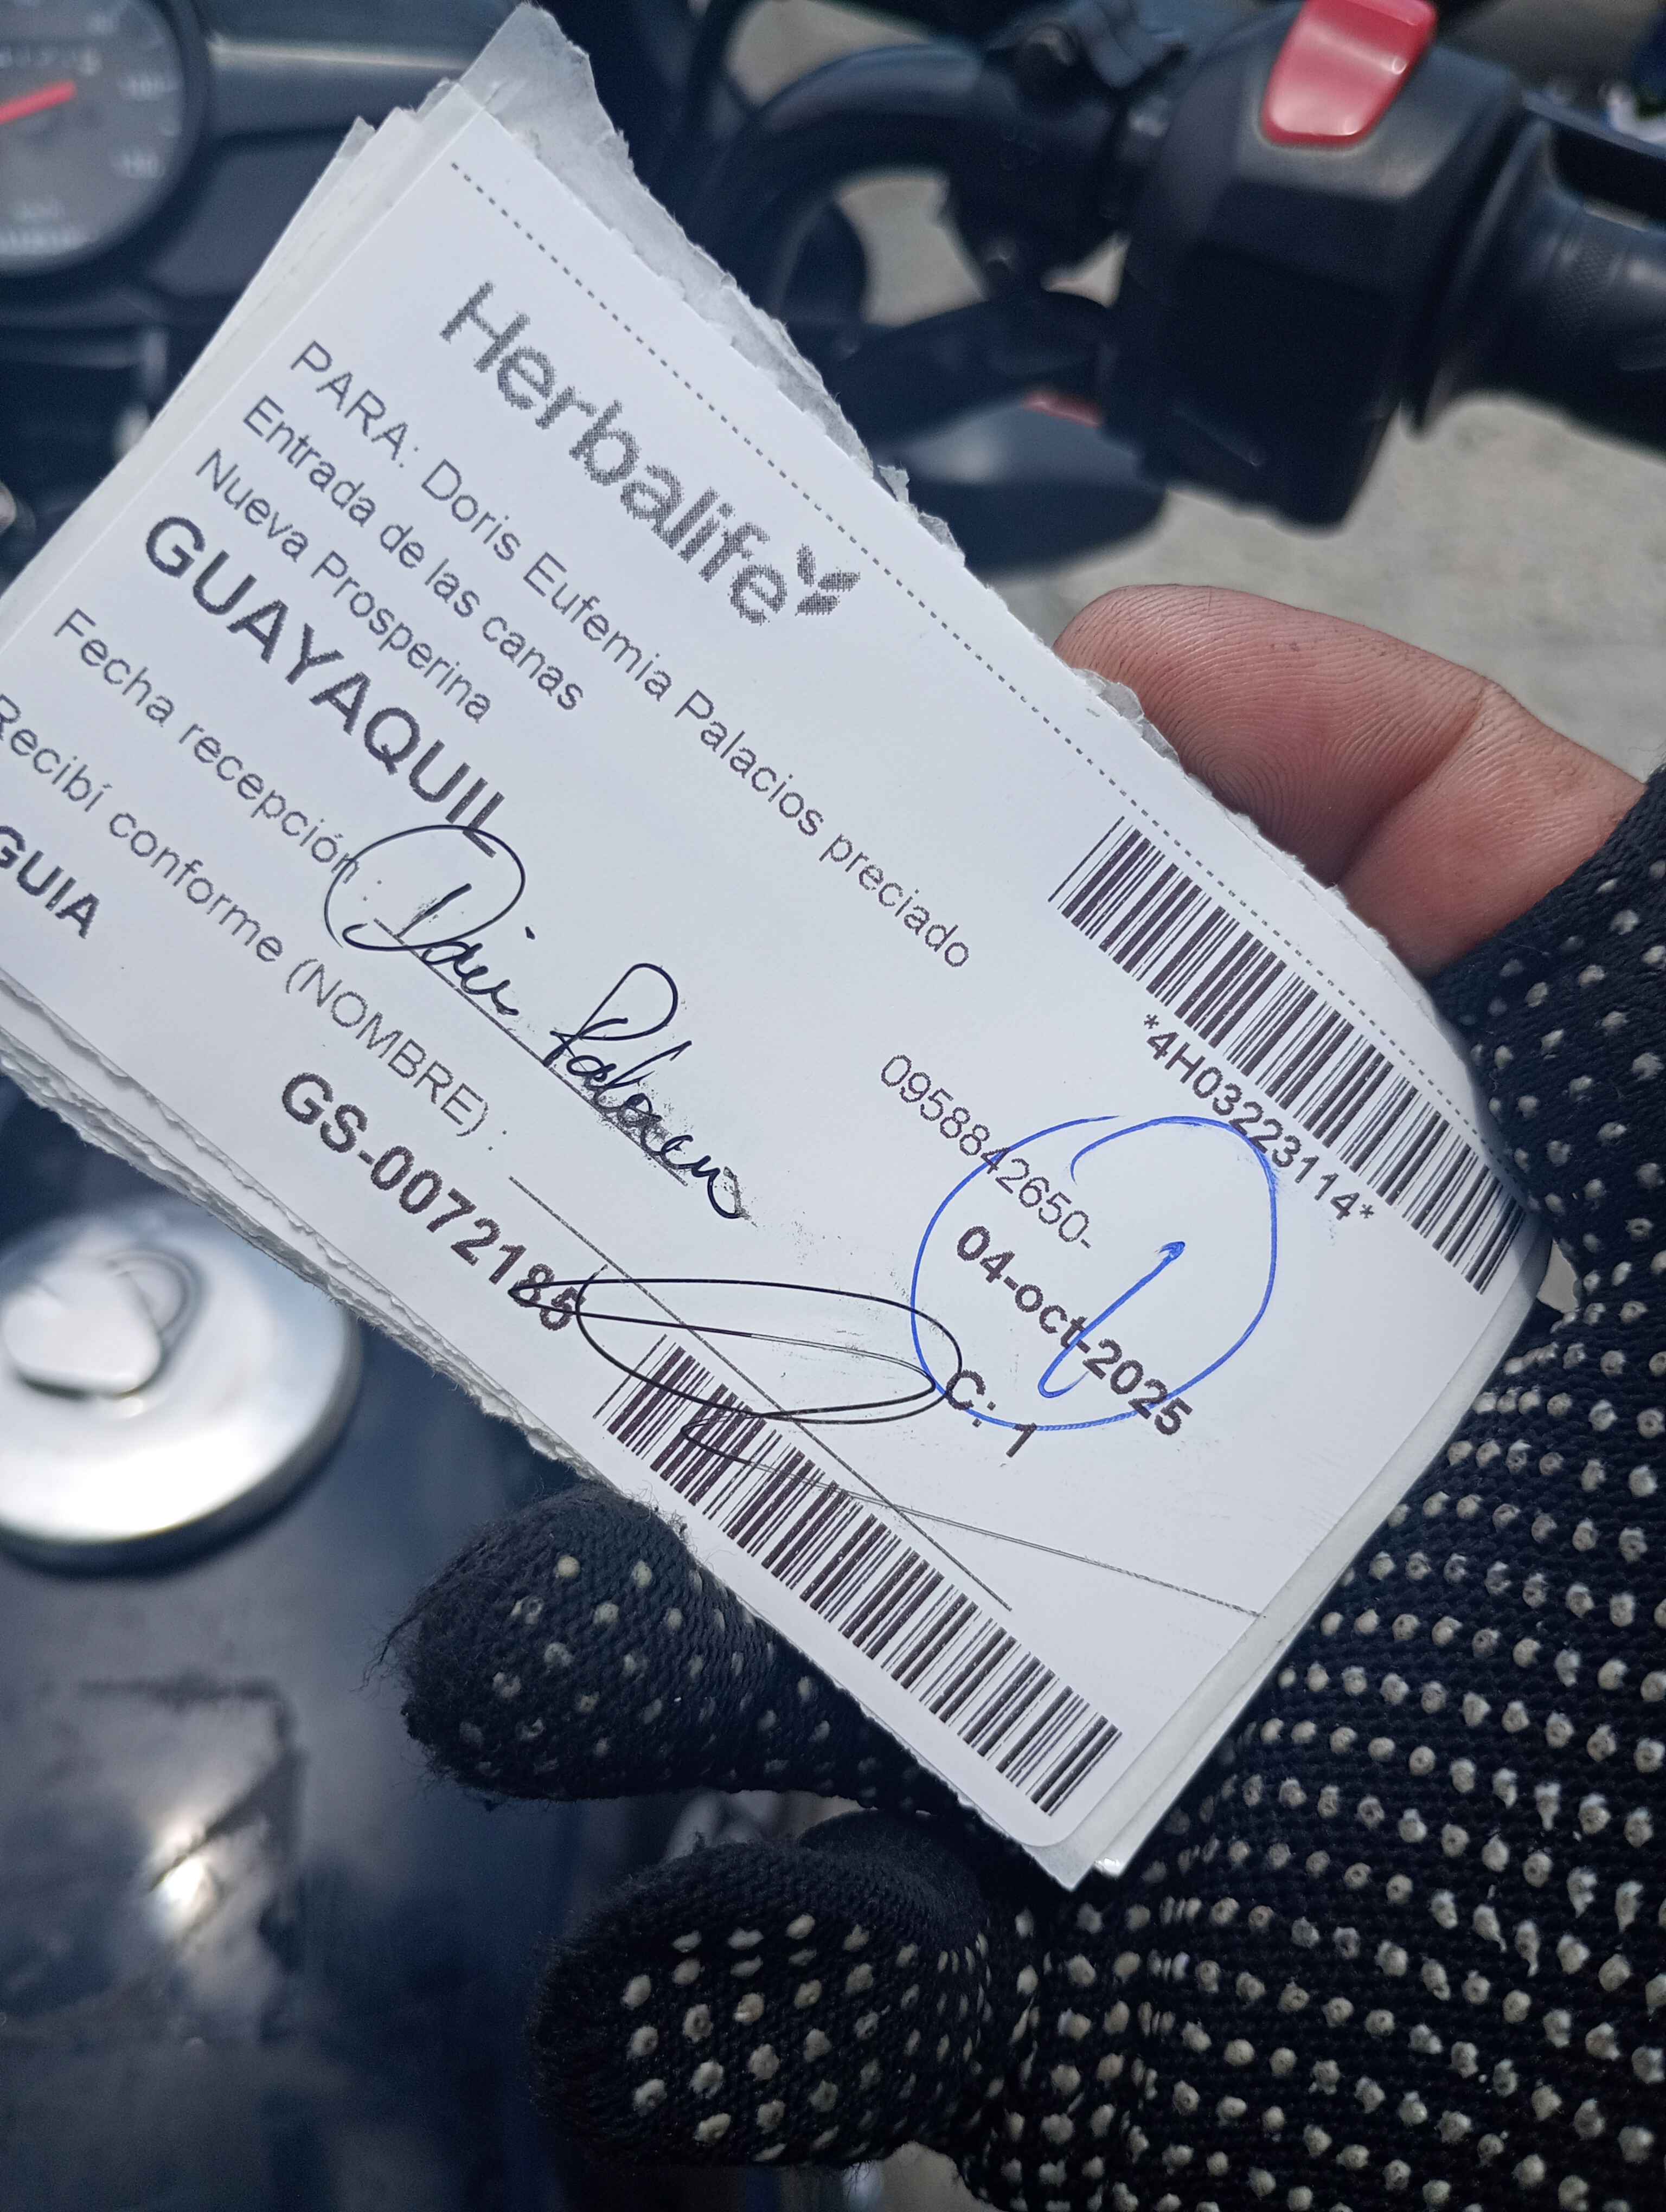 Herbalife
*4H03223114*
PARA: Doris Eufemia Palacios preciado
Entrada de las canas
Nueva Prosperina
0958842650-
GUAYAQUIL
04-oct-2025
Fecha recepción :
C: 1
Recibí conforme (NOMBRE) :
GUIA
GS-0072185